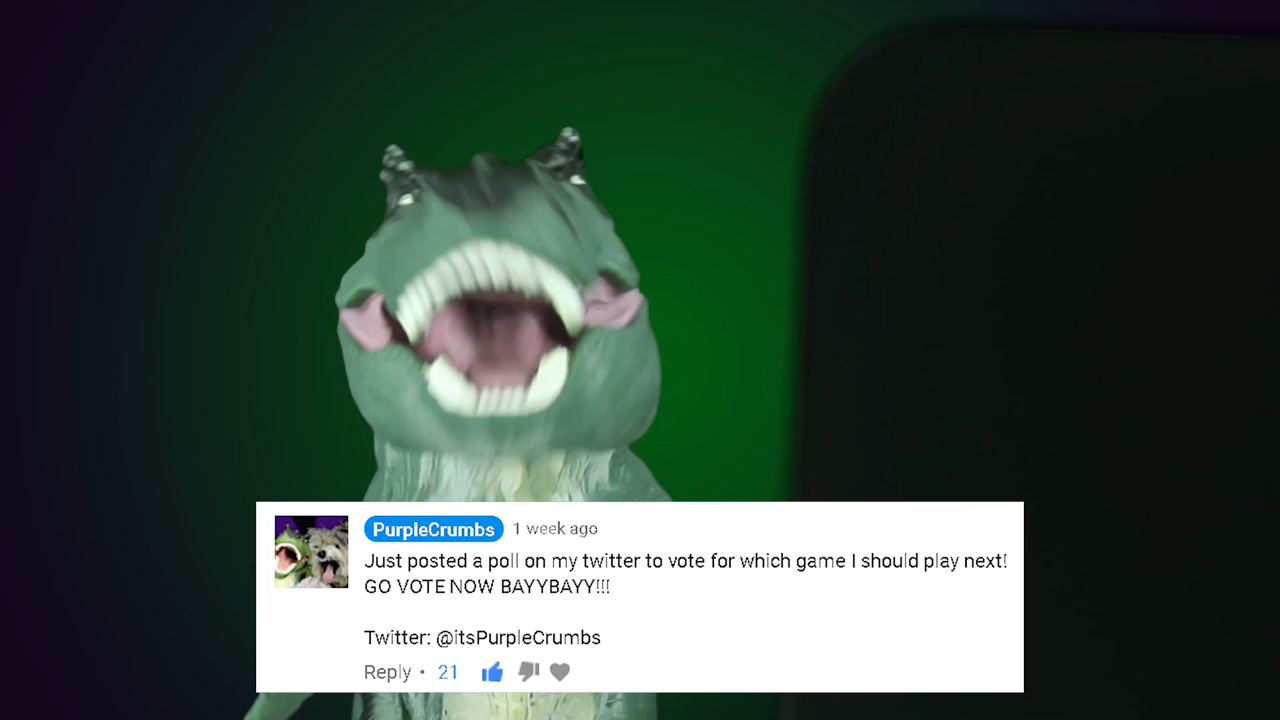 PurpleCrumbs 1 week ago
Just posted a poll on my twitter to vote for which game I should play next!
GO VOTE NOW BAYYBAYY!!!
Twitter: @itsPurpleCrumbs
Reply • 21